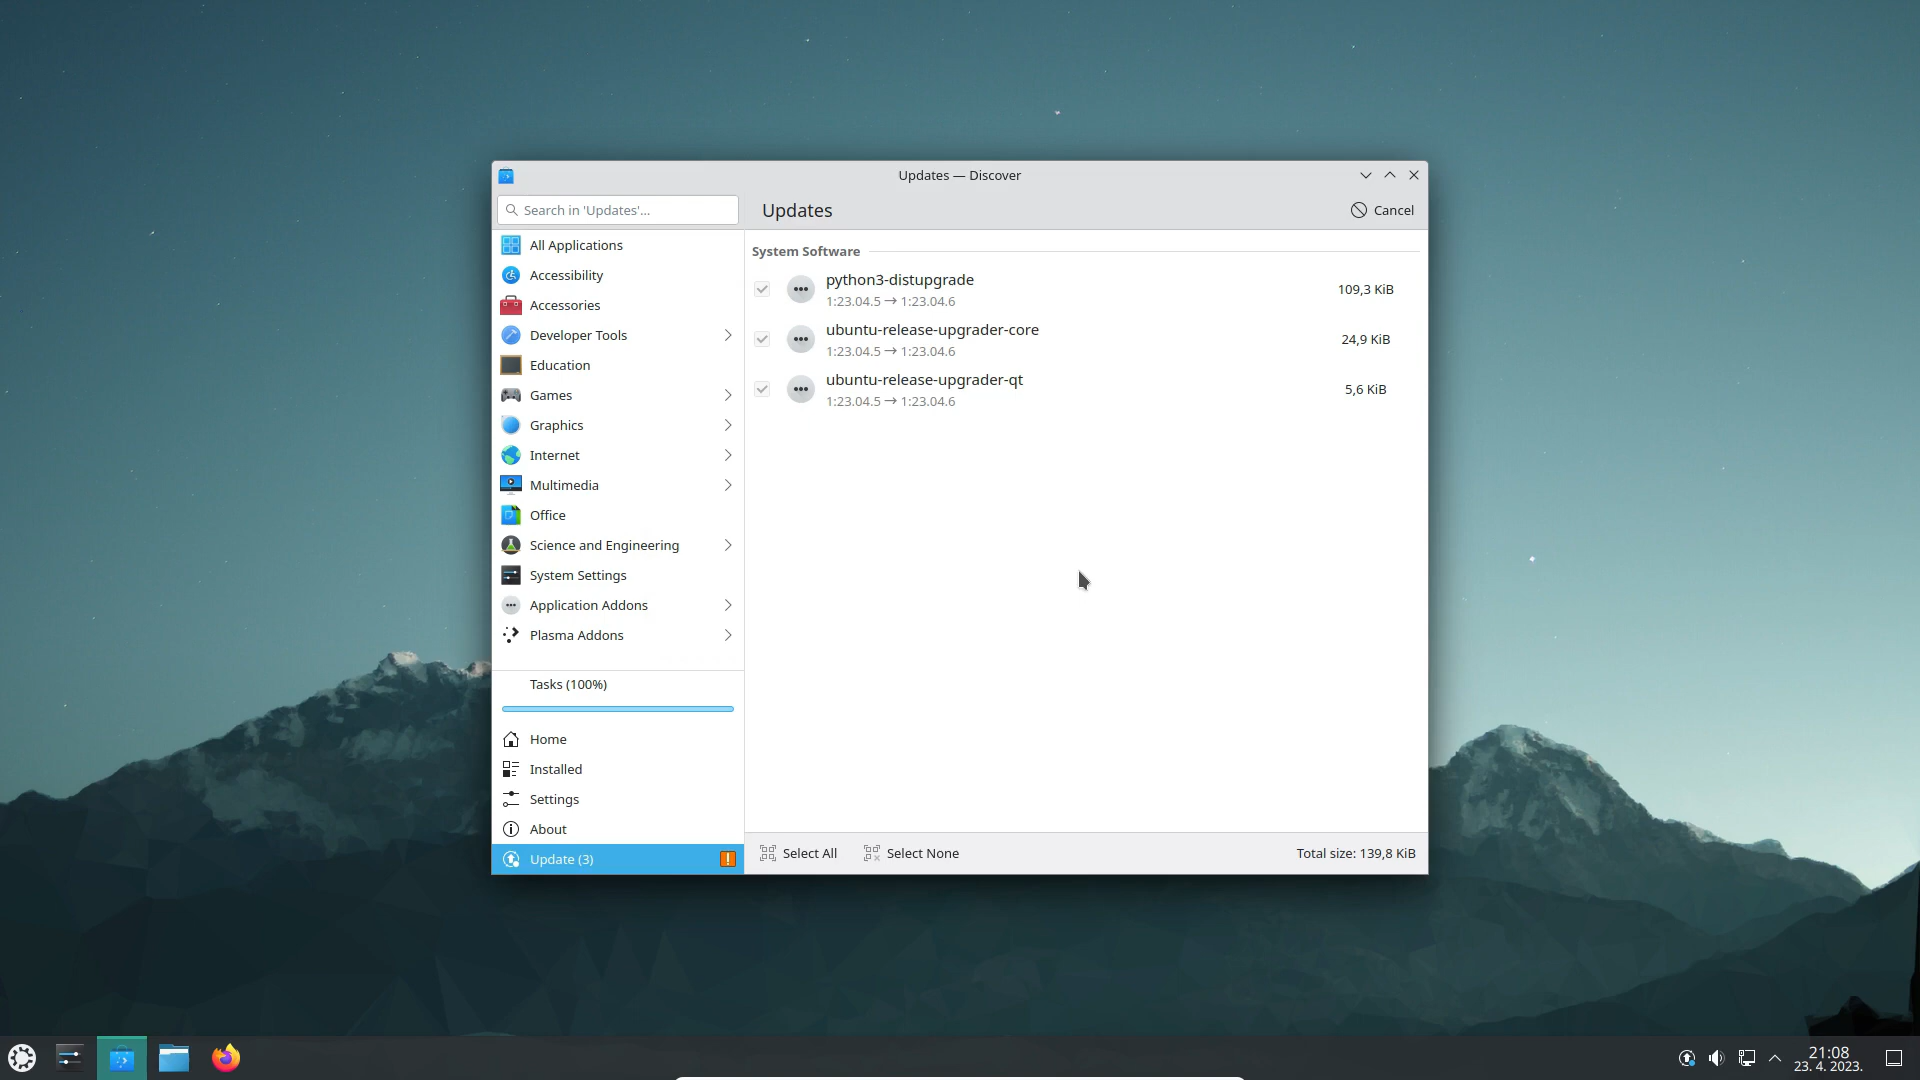 Updates — Discover
Search in 'Updates'...
Updates
Cancel
All Applications
Accessibility
Accessories
Developer Tools
Education
Games
Graphics
Internet
Multimedia
Office
Science and Engineering
System Settings
Application Addons
Plasma Addons
Tasks (100%)
Home
Installed
Settings
About
Update (3)
System Software
python3-distupgrade
1:23.04.5 → 1:23.04.6
109,3 KiB
ubuntu-release-upgrader-core
1:23.04.5 → 1:23.04.6
24,9 KiB
ubuntu-release-upgrader-qt
1:23.04.5 → 1:23.04.6
5,6 KiB
Select All
Select None
Total size: 139,8 KiB
21:08
23. 4. 2023.